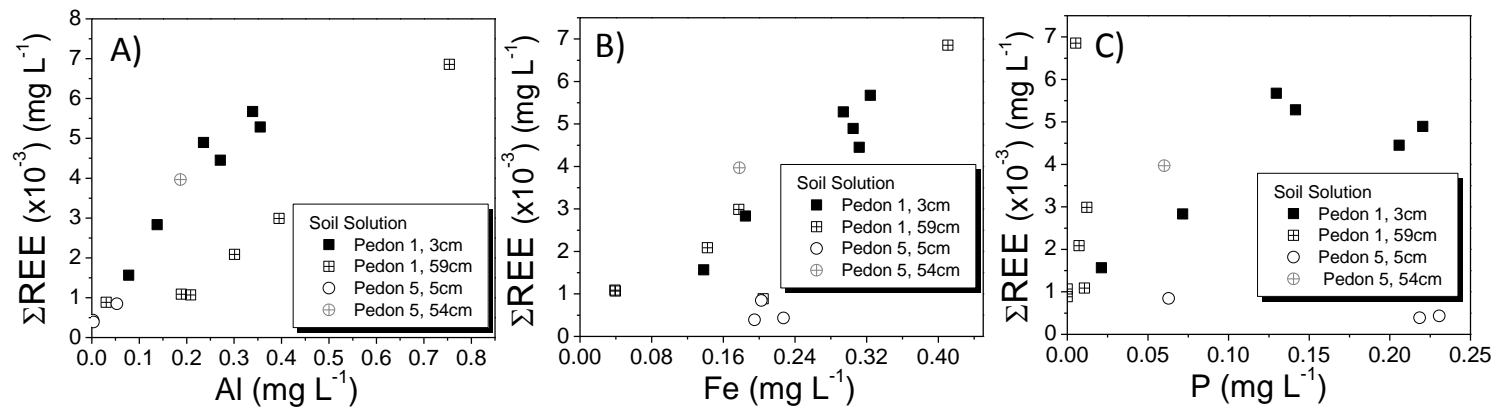 A)
ΣREE (x10⁻³) (mg L⁻¹)
8
7
6
5
4
3
2
1
0
0.0 0.1 0.2 0.3 0.4 0.5 0.6 0.7 0.8
Al (mg L⁻¹)
Soil Solution
Pedon 1, 3cm
Pedon 1, 59cm
Pedon 5, 5cm
Pedon 5, 54cm
B)
ΣREE (x10⁻³) (mg L⁻¹)
7
6
5
4
3
2
1
0
0.00 0.08 0.16 0.24 0.32 0.40
Fe (mg L⁻¹)
Soil Solution
Pedon 1, 3cm
Pedon 1, 59cm
Pedon 5, 5cm
Pedon 5, 54cm
C)
ΣREE (x10⁻³) (mg L⁻¹)
7
6
5
4
3
2
1
0
0.00 0.05 0.10 0.15 0.20 0.25
P (mg L⁻¹)
Soil Solution
Pedon 1, 3cm
Pedon 1, 59cm
Pedon 5, 5cm
Pedon 5, 54cm